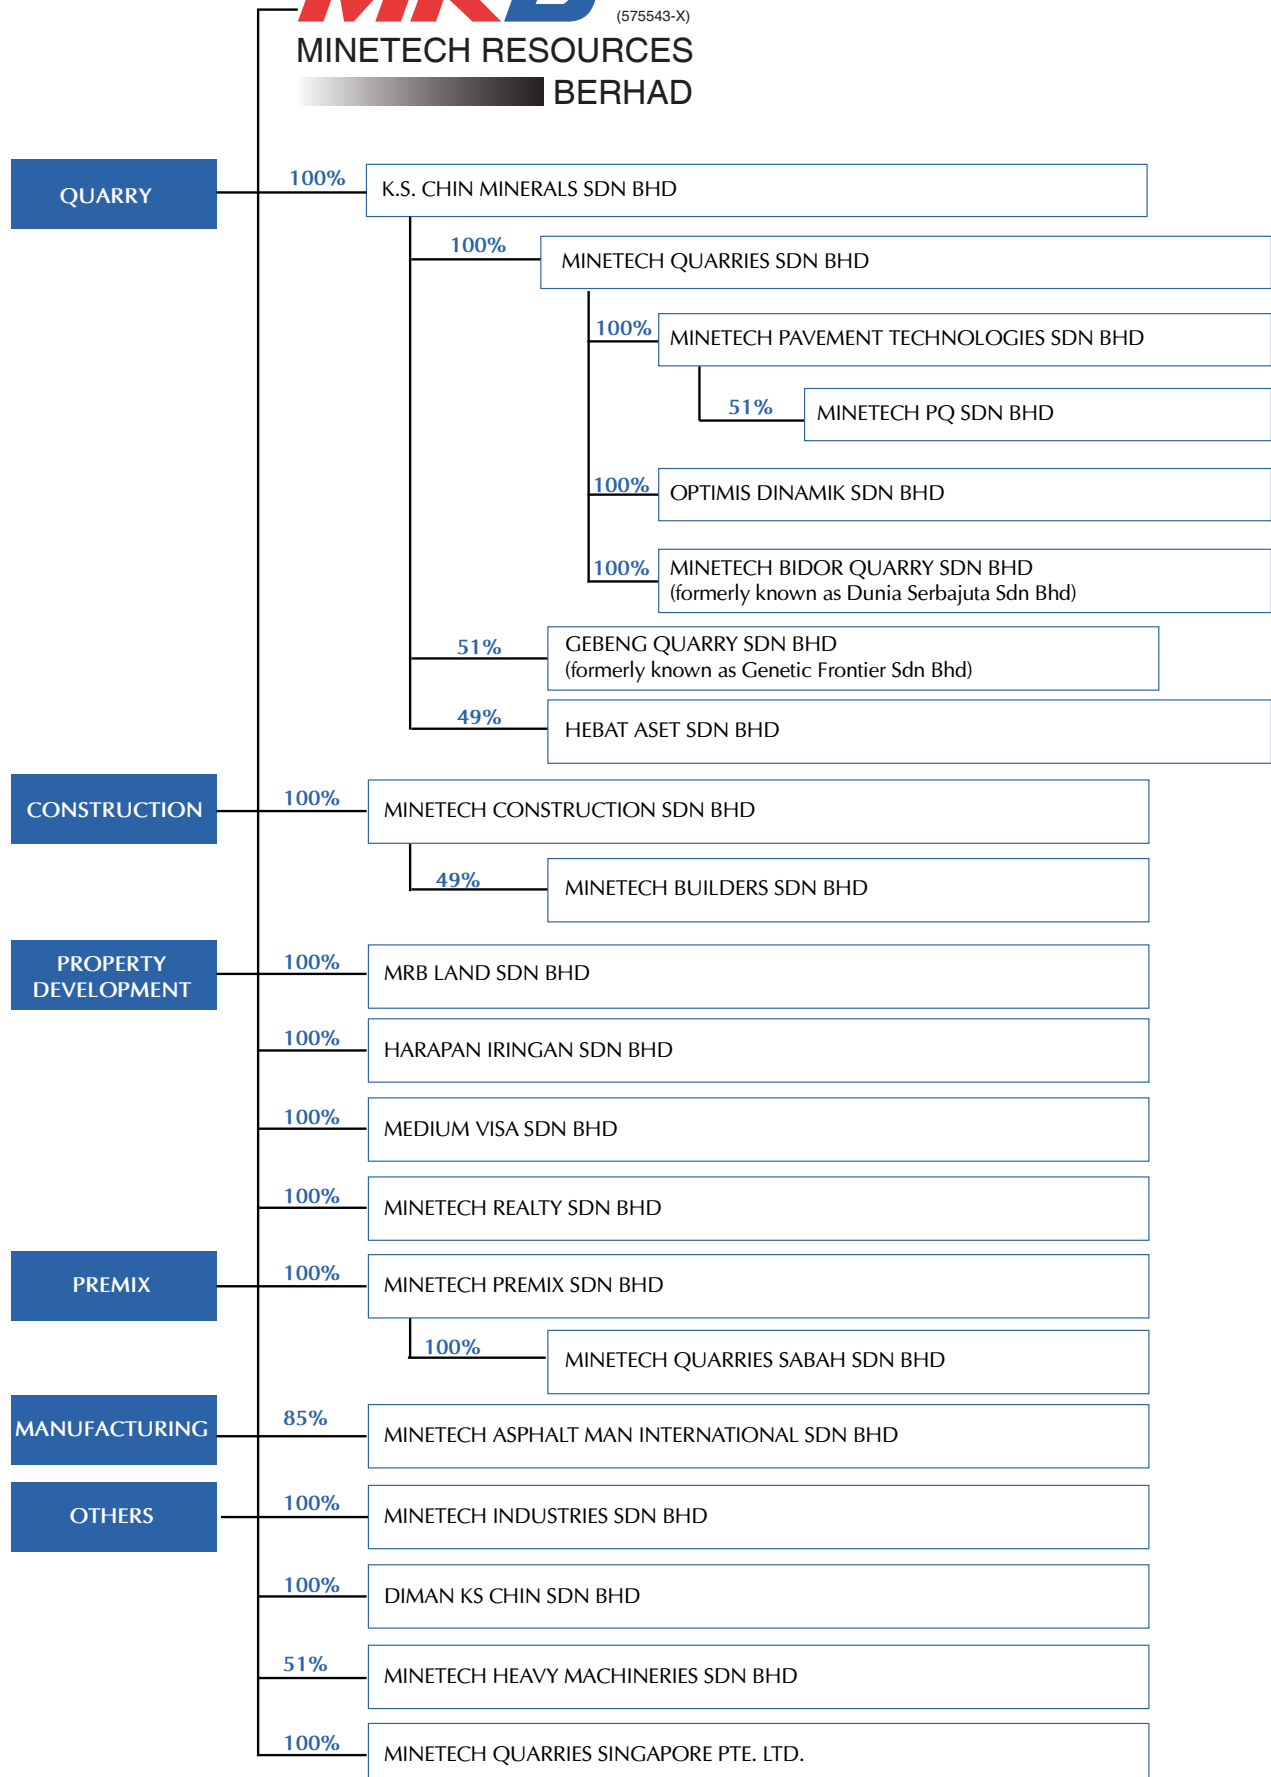 (575543-X)
MINETECH RESOURCES
BERHAD
QUARRY
100%
K.S. CHIN MINERALS SDN BHD
100%
MINETECH QUARRIES SDN BHD
100%
MINETECH PAVEMENT TECHNOLOGIES SDN BHD
51%
MINETECH PQ SDN BHD
100%
OPTIMIS DINAMIK SDN BHD
100%
MINETECH BIDOR QUARRY SDN BHD
(formerly known as Dunia Serbajuta Sdn Bhd)
51%
GEBENG QUARRY SDN BHD
(formerly known as Genetic Frontier Sdn Bhd)
49%
HEBAT ASET SDN BHD
CONSTRUCTION
100%
MINETECH CONSTRUCTION SDN BHD
49%
MINETECH BUILDERS SDN BHD
PROPERTY
DEVELOPMENT
100%
MRB LAND SDN BHD
100%
HARAPAN IRINGAN SDN BHD
100%
MEDIUM VISA SDN BHD
100%
MINETECH REALTY SDN BHD
PREMIX
100%
MINETECH PREMIX SDN BHD
100%
MINETECH QUARRIES SABAH SDN BHD
MANUFACTURING
85%
MINETECH ASPHALT MAN INTERNATIONAL SDN BHD
OTHERS
100%
MINETECH INDUSTRIES SDN BHD
100%
DIMAN KS CHIN SDN BHD
51%
MINETECH HEAVY MACHINERIES SDN BHD
100%
MINETECH QUARRIES SINGAPORE PTE. LTD.